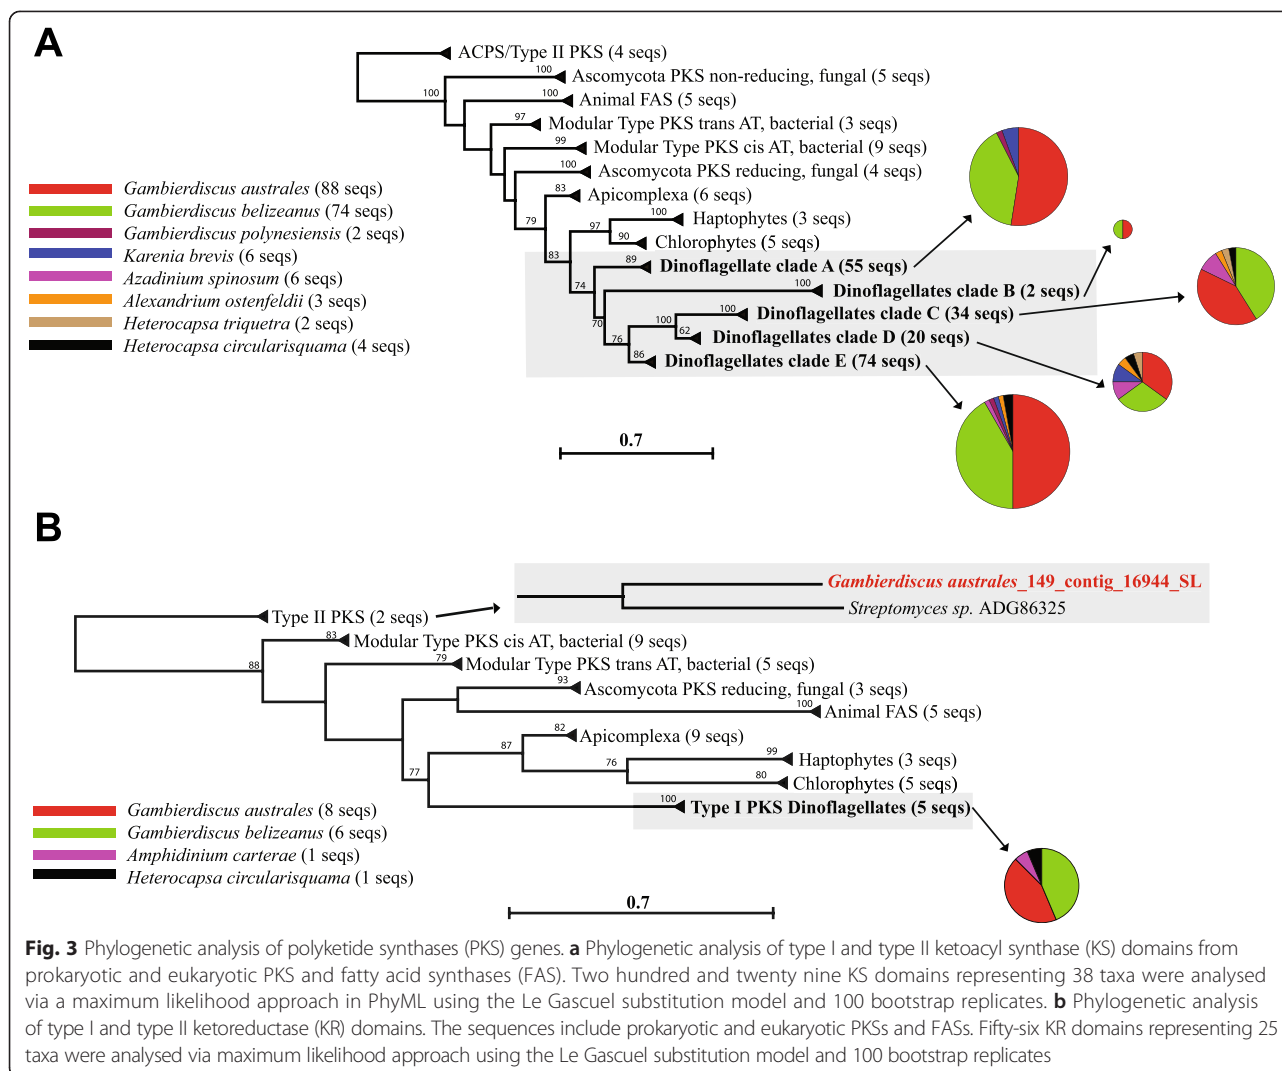 A
ACPS/Type II PKS (4 seqs)
100
Ascomycota PKS non-reducing, fungal (5 seqs)
100
100
Animal FAS (5 seqs)
97
Modular Type PKS trans AT, bacterial (3 seqs)
99
Modular Type PKS cis AT, bacterial (9 seqs)
100
Ascomycota PKS reducing, fungal (4 seqs)
83
Apicomplexa (6 seqs)
79
100
Haptophytes (3 seqs)
97
90
Chlorophytes (5 seqs)
83
89
Dinoflagellate clade A (55 seqs)
74
100
Dinoflagellates clade B (2 seqs)
70
100
Dinoflagellates clade C (34 seqs)
100
62
Dinoflagellates clade D (20 seqs)
76
86
Dinoflagellates clade E (74 seqs)
Gambierdiscus australes (88 seqs)
Gambierdiscus belizeanus (74 seqs)
Gambierdiscus polynesiensis (2 seqs)
Karenia brevis (6 seqs)
Azadinium spinosum (6 seqs)
Alexandrium ostenfeldii (3 seqs)
Heterocapsa triquetra (2 seqs)
Heterocapsa circularisquama (4 seqs)
0.7
B
Gambierdiscus australes_149_contig_16944_SL
Streptomyces sp. ADG86325
Type II PKS (2 seqs)
83
Modular Type PKS cis AT, bacterial (9 seqs)
88
79
Modular Type PKS trans AT, bacterial (5 seqs)
93
Ascomycota PKS reducing, fungal (3 seqs)
100
Animal FAS (5 seqs)
82
Apicomplexa (9 seqs)
87
99
Haptophytes (3 seqs)
76
80
Chlorophytes (5 seqs)
77
100
Type I PKS Dinoflagellates (5 seqs)
Gambierdiscus australes (8 seqs)
Gambierdiscus belizeanus (6 seqs)
Amphidinium carterae (1 seqs)
Heterocapsa circularisquama (1 seqs)
0.7
Fig. 3 Phylogenetic analysis of polyketide synthases (PKS) genes. a Phylogenetic analysis of type I and type II ketoacyl synthase (KS) domains from
prokaryotic and eukaryotic PKS and fatty acid synthases (FAS). Two hundred and twenty nine KS domains representing 38 taxa were analysed
via a maximum likelihood approach in PhyML using the Le Gascuel substitution model and 100 bootstrap replicates. b Phylogenetic analysis
of type I and type II ketoreductase (KR) domains. The sequences include prokaryotic and eukaryotic PKSs and FASs. Fifty-six KR domains representing 25
taxa were analysed via maximum likelihood approach using the Le Gascuel substitution model and 100 bootstrap replicates